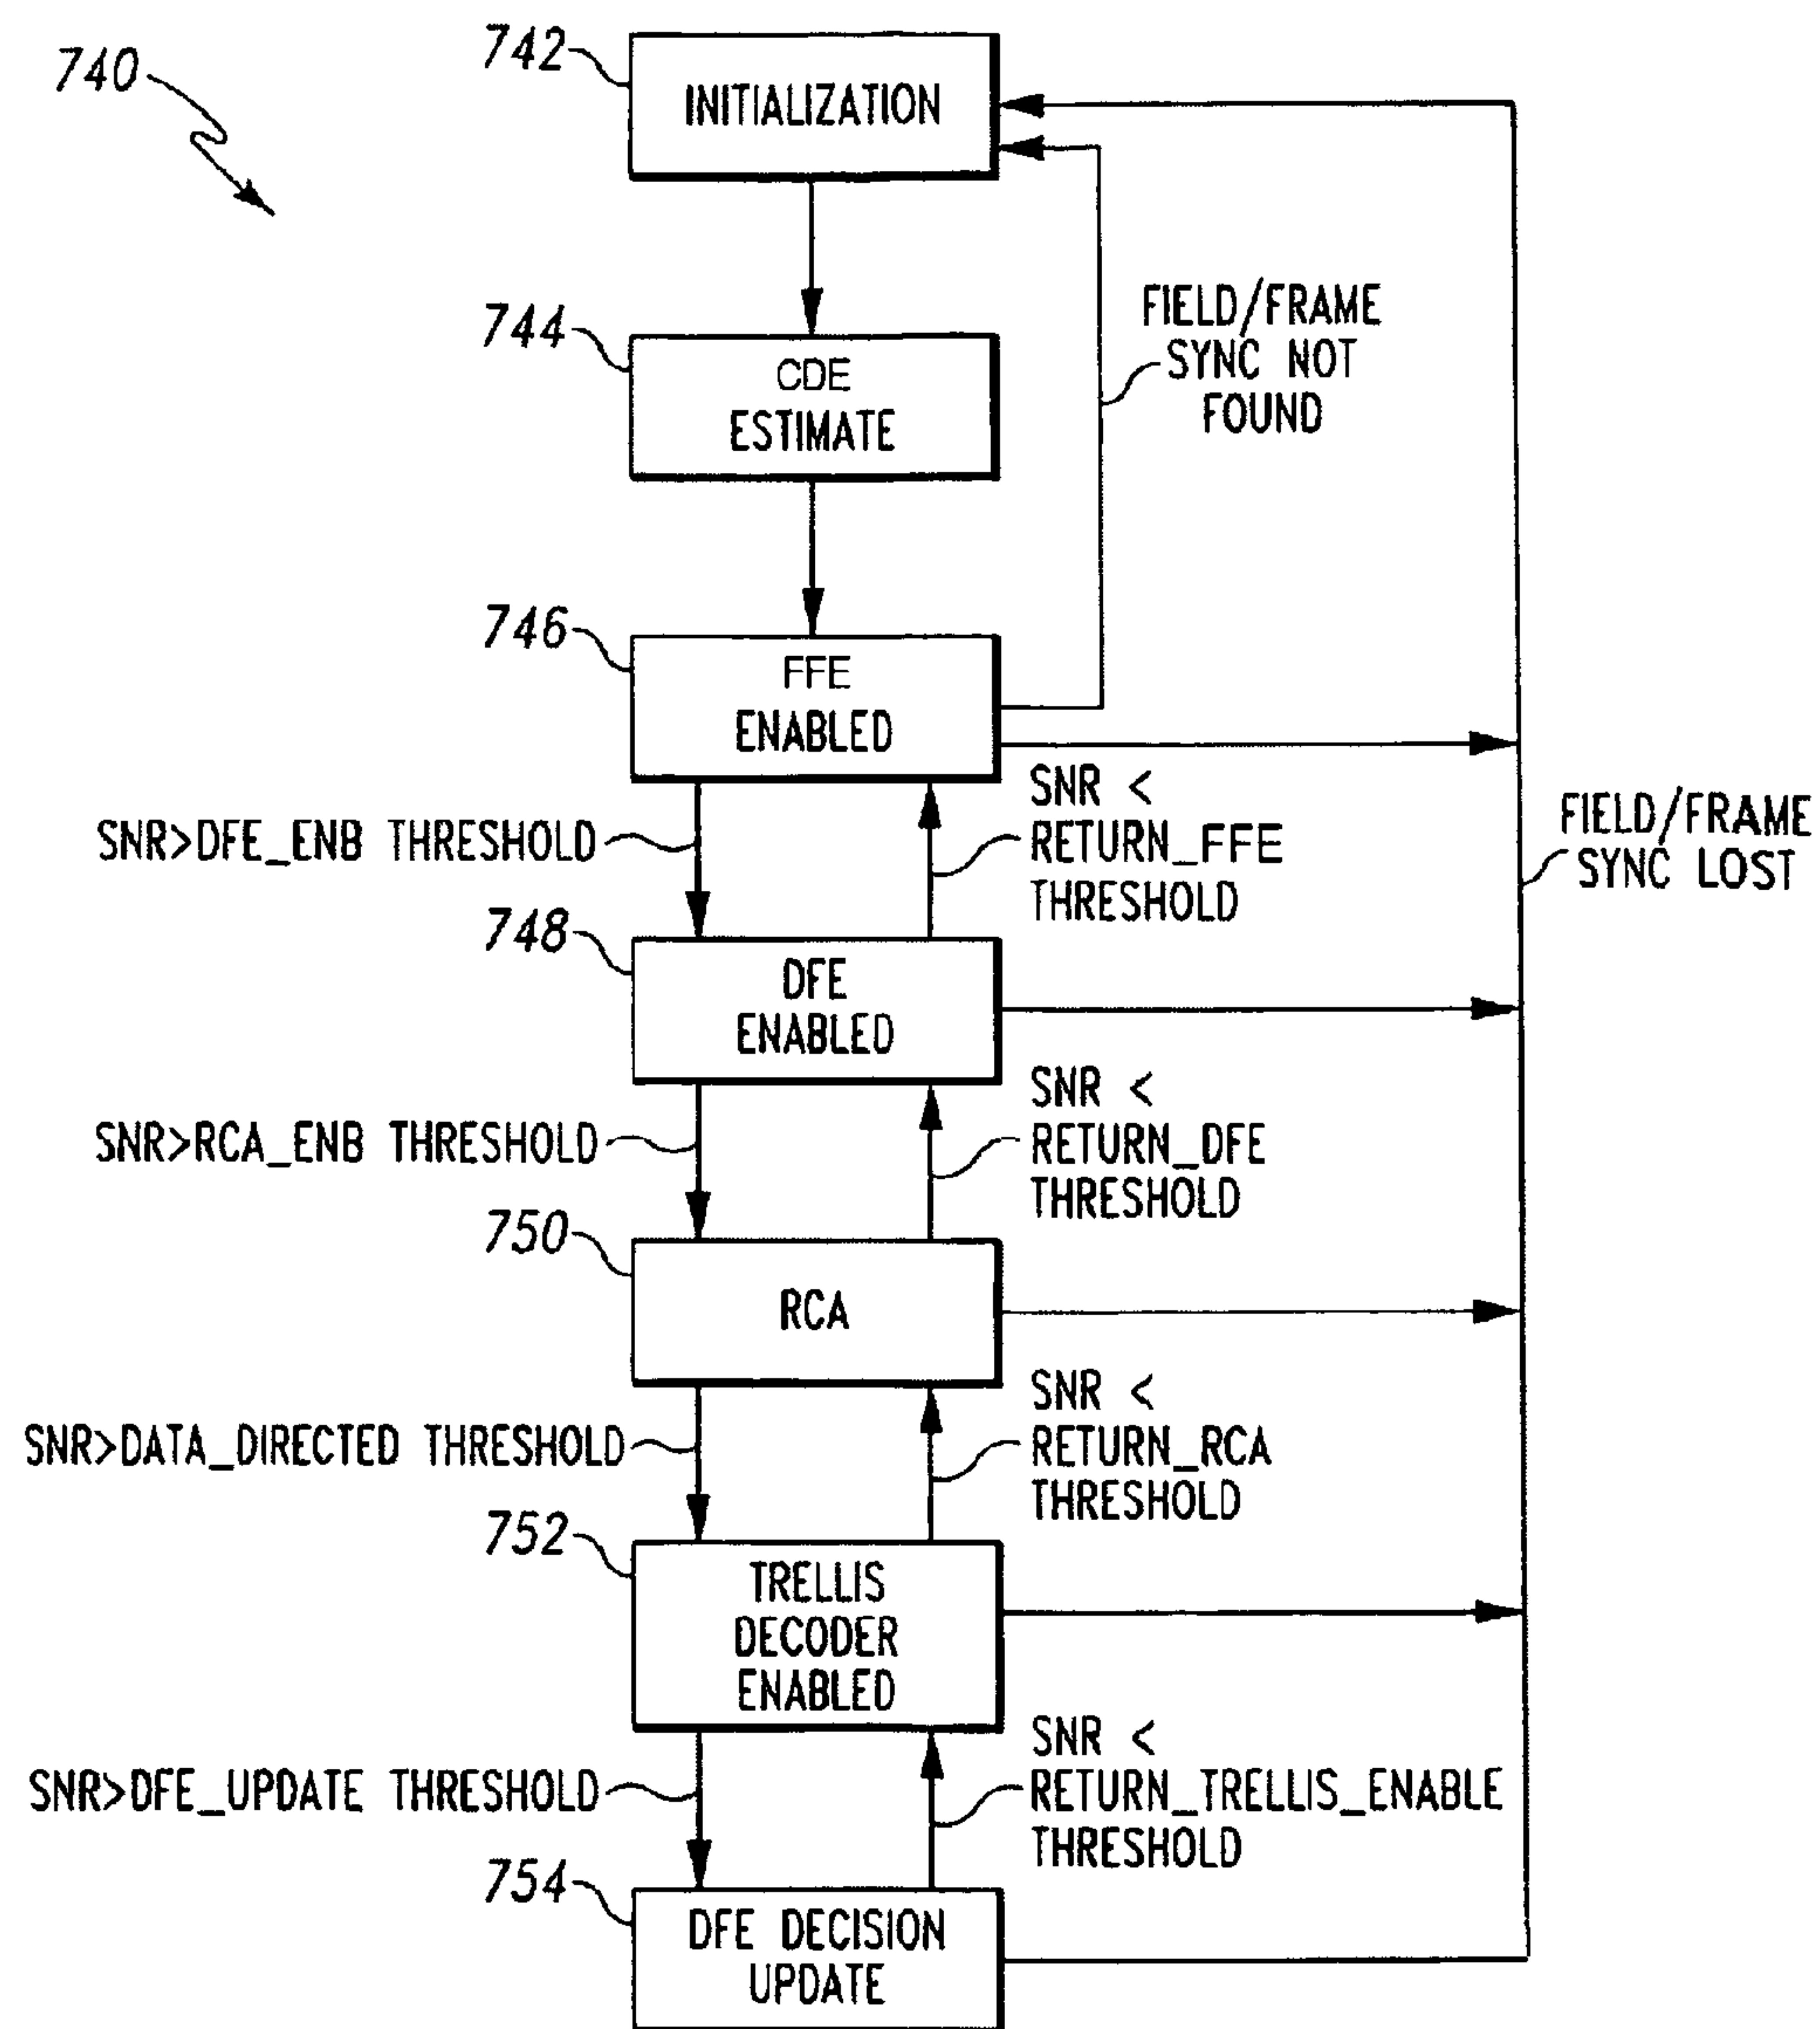 740
742
INITIALIZATION
744
CDE
ESTIMATE
FIELD/FRAME
SYNC NOT
FOUND
746
FFE
ENABLED
SNR>DFE_ENB THRESHOLD
SNR <
RETURN_FFE
THRESHOLD
FIELD/FRAME
SYNC LOST
748
DFE
ENABLED
SNR>RCA_ENB THRESHOLD
SNR <
RETURN_DFE
THRESHOLD
750
RCA
SNR>DATA_DIRECTED THRESHOLD
SNR <
RETURN_RCA
THRESHOLD
752
TRELLIS
DECODER
ENABLED
SNR>DFE_UPDATE THRESHOLD
SNR <
RETURN_TRELLIS_ENABLE
THRESHOLD
754
DFE DECISION
UPDATE